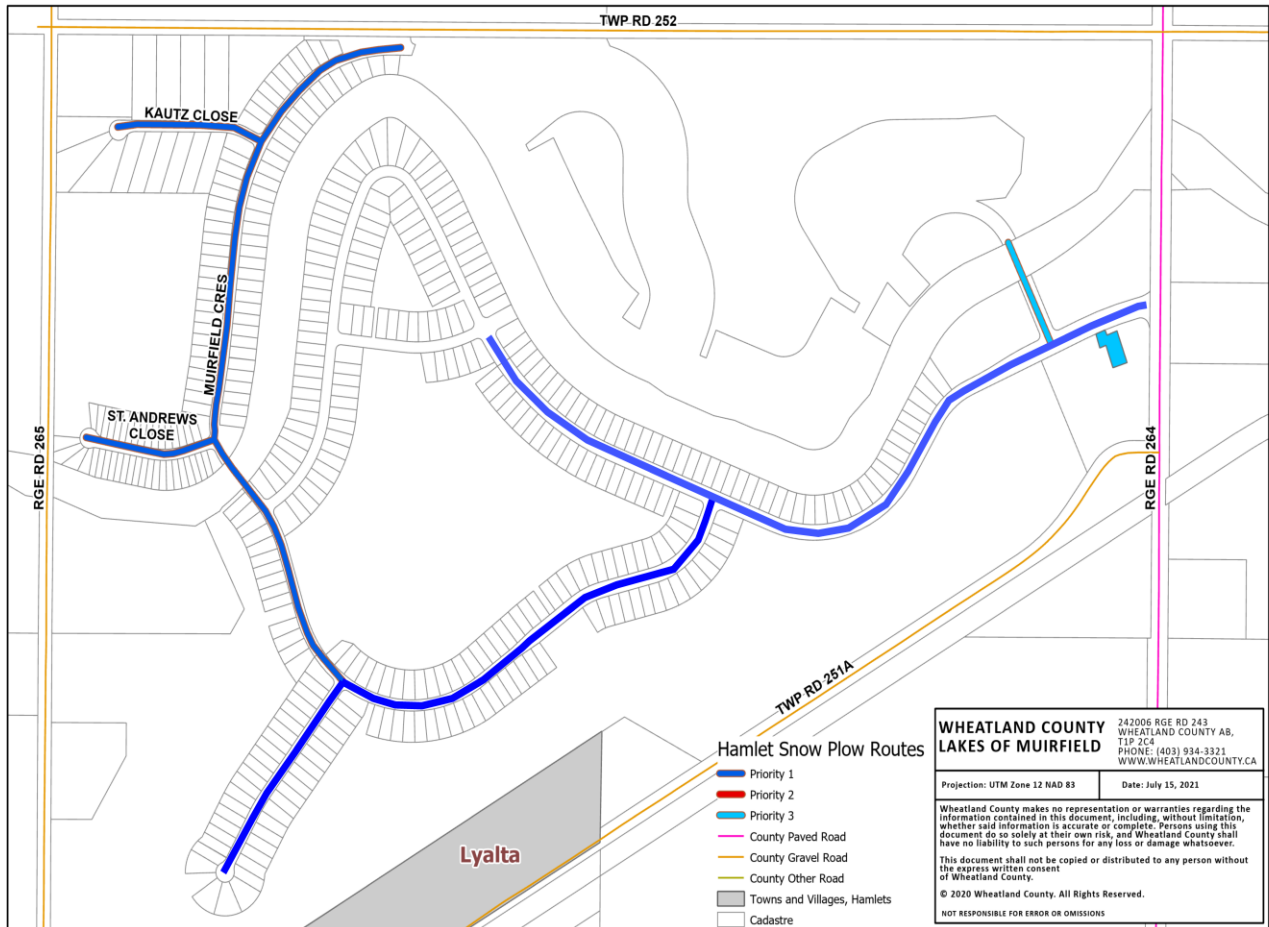 TWP RD 252
KAUTZ CLOSE
MUIRFIELD CRES
ST. ANDREWS
CLOSE
RGE RD 265
RGE RD 264
TWP RD 251A
Lyalta
Hamlet Snow Plow Routes
Priority 1
Priority 2
Priority 3
County Paved Road
County Gravel Road
County Other Road
Towns and Villages, Hamlets
Cadastre
WHEATLAND COUNTY
LAKES OF MUIRFIELD
242006 RGE RD 243
WHEATLAND COUNTY AB,
T1P 2C4
PHONE: (403) 934-3321
WWW.WHEATLANDCOUNTY.CA
Projection: UTM Zone 12 NAD 83
Date: July 15, 2021
Wheatland County makes no representation or warranties regarding the
information contained in this document, including, without limitation,
whether said information is accurate or complete. Persons using this
document do so solely at their own risk, and Wheatland County shall
have no liability to such persons for any loss or damage whatsoever.
This document shall not be copied or distributed to any person without
the express written consent
of Wheatland County.
© 2020 Wheatland County. All Rights Reserved.
NOT RESPONSIBLE FOR ERROR OR OMISSIONS